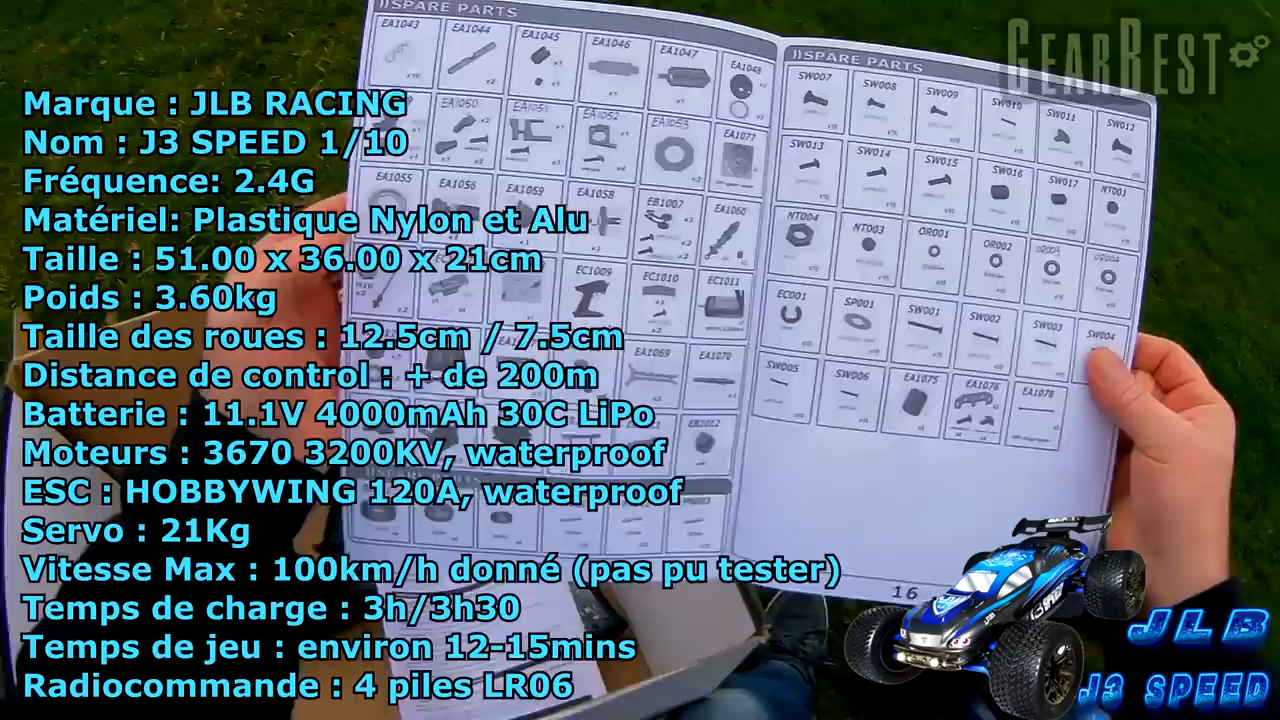 SPARE PARTS
EA1043 EA1044 EA1045 EA1046 EA1047 EA1048
EA1050 EA1051 EA1052 EA1053 EA1077
EA1055 EA1056 EA1058 EB1007 EA1060
EC1009 EC1010 EC1011
EA1069 EA1070
EB1012
SPARE PARTS
SW007 SW008 SW009 SW010 SW011 SW012
SW013 SW014 SW015 SW016 SW017 NT001
NT004 NT003 OR001 OR002
EC001 SP001 SW001 SW002 SW003 SW004
SW005 SW006 EA1075 EA1076 EA1078
16
GEARBEST
Marque : JLB RACING
Nom : J3 SPEED 1/10
Fréquence: 2.4G
Matériel: Plastique Nylon et Alu
Taille : 51.00 x 36.00 x 21cm
Poids : 3.60kg
Taille des roues : 12.5cm / 7.5cm
Distance de control : + de 200m
Batterie : 11.1V 4000mAh 30C LiPo
Moteurs : 3670 3200KV, waterproof
ESC : HOBBYWING 120A, waterproof
Servo : 21Kg
Vitesse Max : 100km/h donné (pas pu tester)
Temps de charge : 3h/3h30
Temps de jeu : environ 12-15mins
Radiocommande : 4 piles LR06
JLB
J3 SPEED